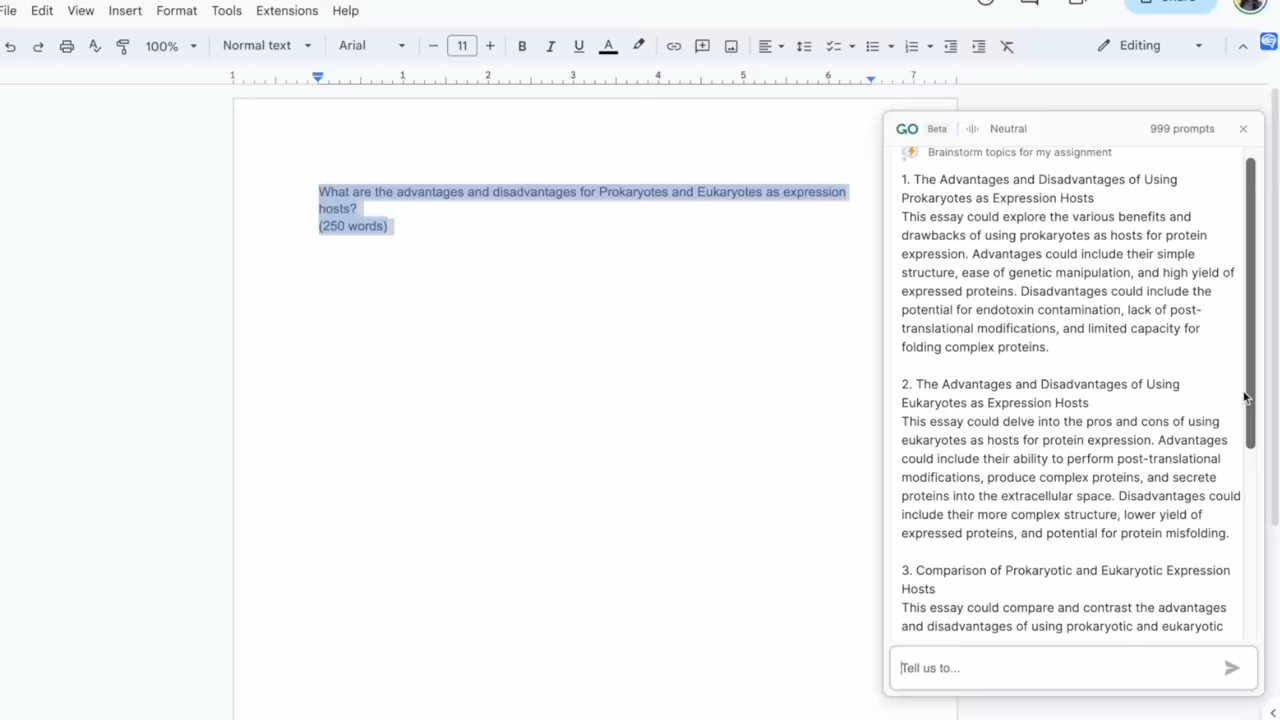 File Edit View Insert Format Tools Extensions Help
Share
100% Normal text Arial 11 B I U A Editing
1 1 2 3 4 5 6 7
What are the advantages and disadvantages for Prokaryotes and Eukaryotes as expression
hosts?
(250 words)
GO Beta Neutral 999 prompts
Brainstorm topics for my assignment
1. The Advantages and Disadvantages of Using
Prokaryotes as Expression Hosts
This essay could explore the various benefits and
drawbacks of using prokaryotes as hosts for protein
expression. Advantages could include their simple
structure, ease of genetic manipulation, and high yield of
expressed proteins. Disadvantages could include the
potential for endotoxin contamination, lack of post-
translational modifications, and limited capacity for
folding complex proteins.
2. The Advantages and Disadvantages of Using
Eukaryotes as Expression Hosts
This essay could delve into the pros and cons of using
eukaryotes as hosts for protein expression. Advantages
could include their ability to perform post-translational
modifications, produce complex proteins, and secrete
proteins into the extracellular space. Disadvantages could
include their more complex structure, lower yield of
expressed proteins, and potential for protein misfolding.
3. Comparison of Prokaryotic and Eukaryotic Expression
Hosts
This essay could compare and contrast the advantages
and disadvantages of using prokaryotic and eukaryotic
Tell us to...